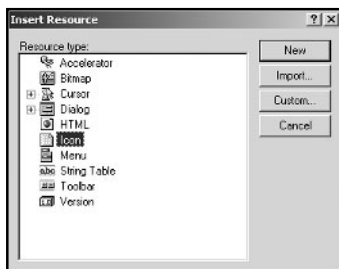 Insert Resource
Resource type:
Accelerator
Bitmap
Cursor
Dialog
HTML
Icon
Menu
abc String Table
Toolbar
Version
New
Import...
Custom...
Cancel